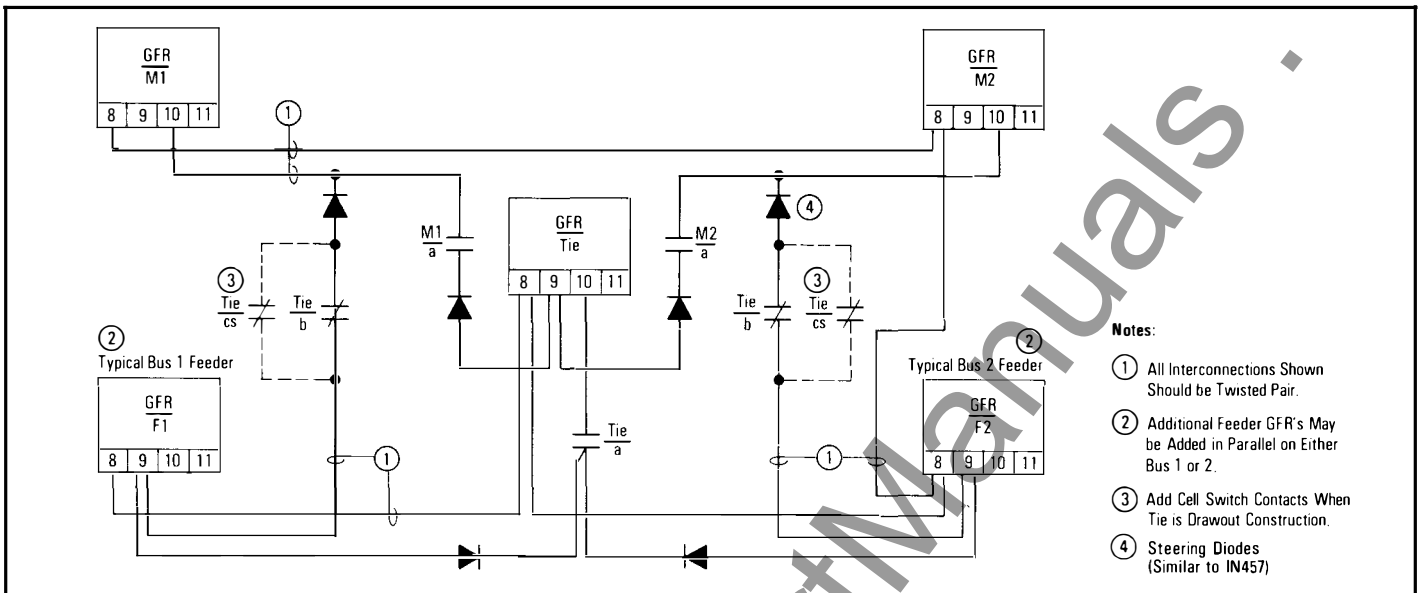 GFR
M1
8 9 10 11
GFR
M2
8 9 10 11
1
4
GFR
Tie
8 9 10 11
M1
a
M2
a
3
Tie
cs
Tie
b
Tie
b
3
Tie
cs
2
Typical Bus 1 Feeder
GFR
F1
8 9 10 11
2
Typical Bus 2 Feeder
GFR
F2
8 9 10 11
Tie
a
1
1
Notes:
1 All Interconnections Shown
Should be Twisted Pair.
2 Additional Feeder GFR's May
be Added in Parallel on Either
Bus 1 or 2.
3 Add Cell Switch Contacts When
Tie is Drawout Construction.
4 Steering Diodes
(Similar to IN457)